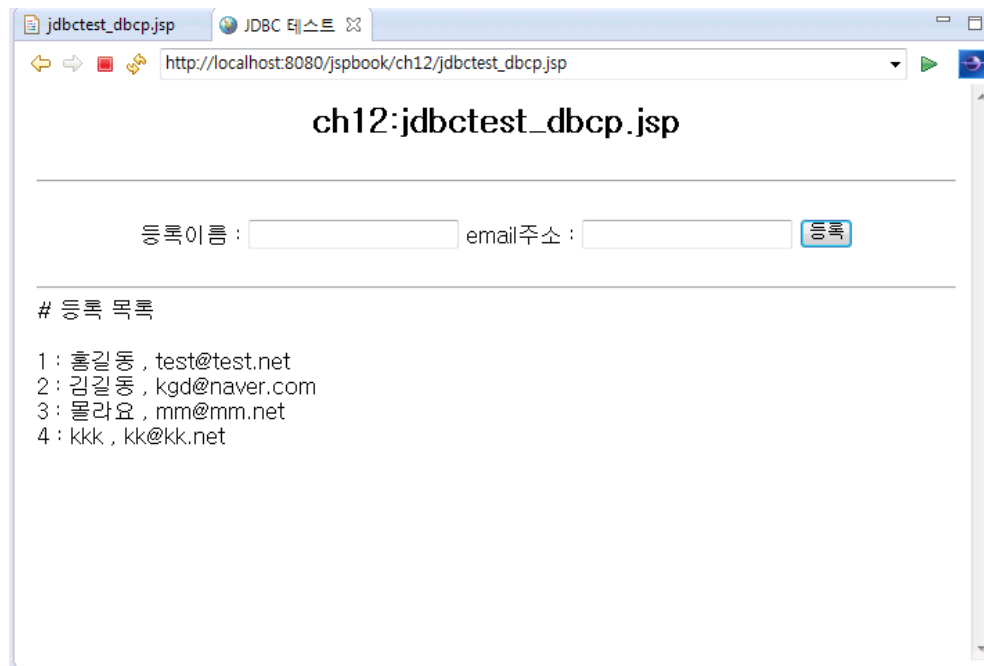 jdbctest_dbcp.jsp JDBC 테스트
http://localhost:8080/jspbook/ch12/jdbctest_dbcp.jsp
ch12:jdbctest_dbcp.jsp
등록이름 : email주소 : 등록
# 등록 목록
1 : 홍길동 , test@test.net
2 : 김길동 , kgd@naver.com
3 : 몰라요 , mm@mm.net
4 : kkk , kk@kk.net